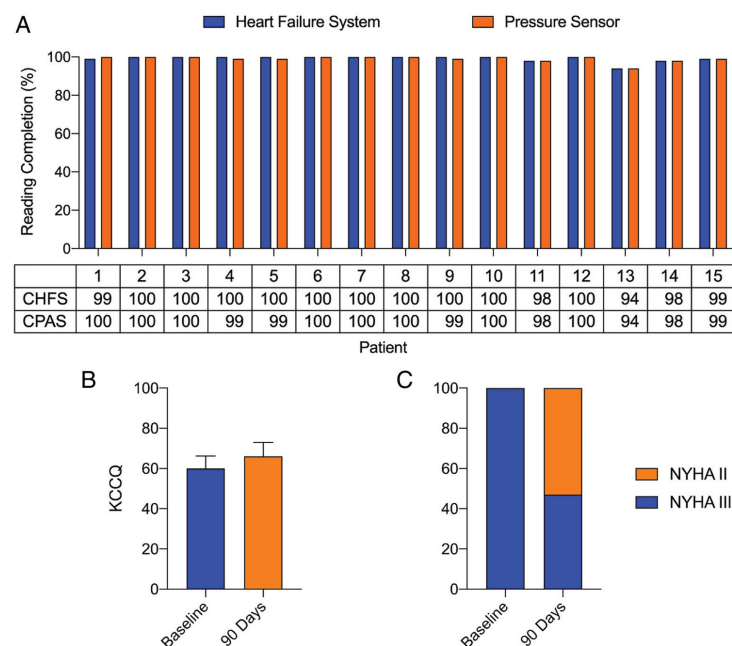 A
Heart Failure System Pressure Sensor
Reading Completion (%)
100
80
60
40
20
0
1 2 3 4 5 6 7 8 9 10 11 12 13 14 15
CHFS 99 100 100 100 100 100 100 100 100 100 98 100 94 98 99
CPAS 100 100 100 99 99 100 100 100 99 100 98 100 94 98 99
Patient
B
KCCQ
100
80
60
40
20
0
Baseline
90 Days
C
100
80
60
40
20
0
Baseline
90 Days
NYHA II
NYHA III